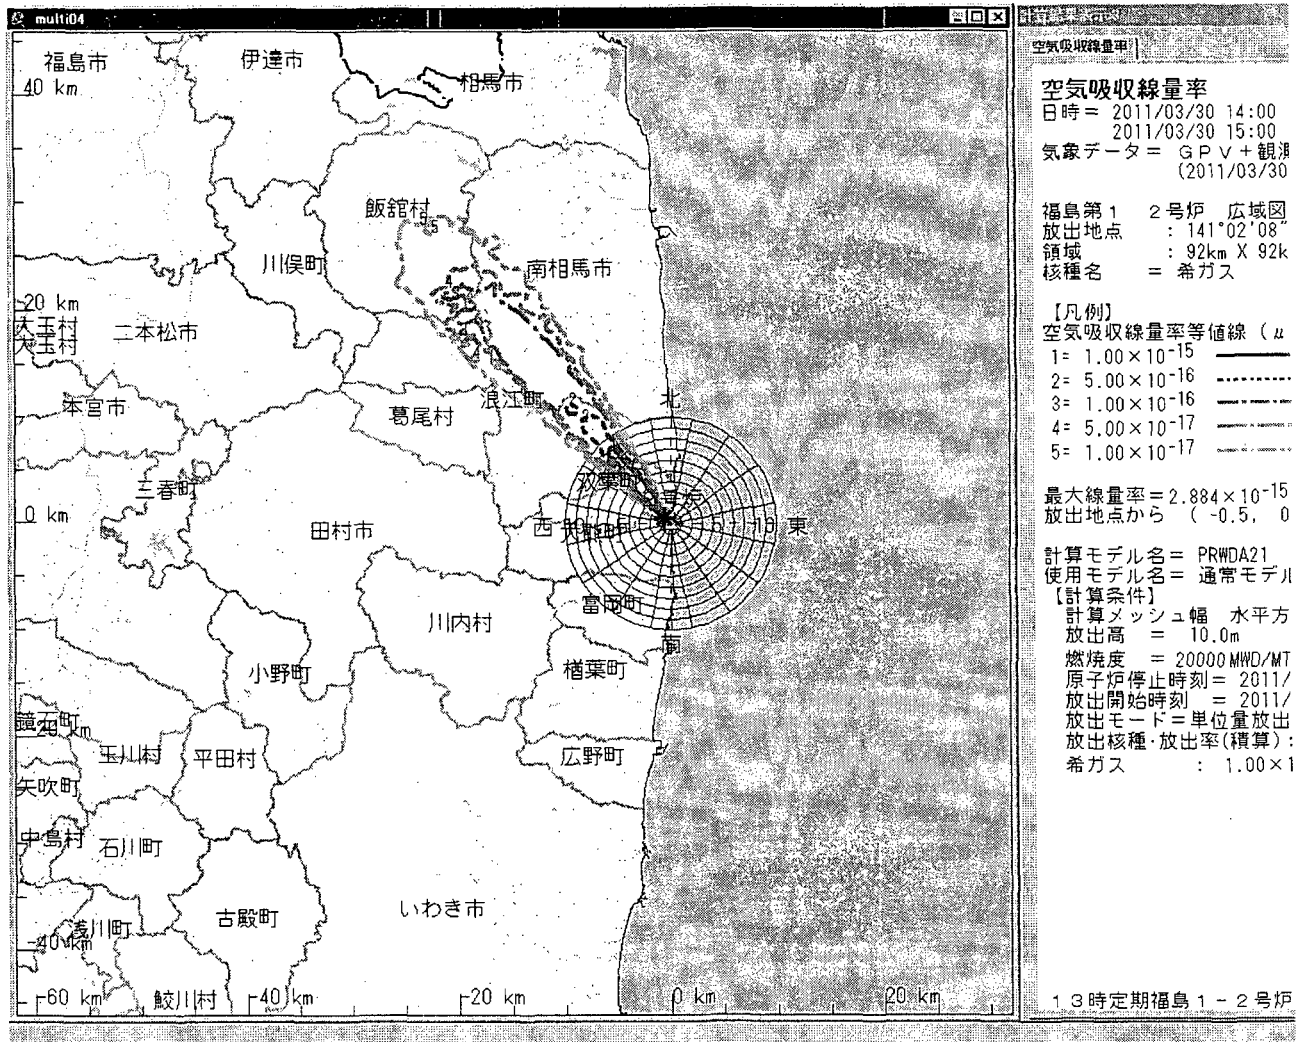 multi04
福島市
伊達市
相馬市
40 km
飯舘村
5
川俣町
南相馬市
20 km
大玉村
大玉村
二本松市
本宮市
葛尾村
浪江町
北
2
三春町
双葉町
0 km
田村市
西
東
富岡町
川内村
南
小野町
楢葉町
鏡石町
-20 km
玉川村
平田村
広野町
矢吹町
中島村
石川町
浅川町
古殿町
いわき市
-40 km
-60 km
鮫川村
-40 km
-20 km
0 km
20 km
空気吸収線量率
空気吸収線量率
日時= 2011/03/30 14:00
2011/03/30 15:00
気象データ= GPV+観測
(2011/03/30
福島第1 2号炉 広域図
放出地点 : 141°02'08"
領域 : 92km X 92k
核種名 = 希ガス
【凡例】
空気吸収線量率等値線 (μ
1= 1.00×10-15
2= 5.00×10-16
3= 1.00×10-16
4= 5.00×10-17
5= 1.00×10-17
最大線量率=2.884×10-15
放出地点から ( -0.5, 0
計算モデル名= PRWDA21
使用モデル名= 通常モデル
【計算条件】
計算メッシュ幅 水平方
放出高 = 10.0m
燃焼度 = 20000MWD/MT
原子炉停止時刻= 2011/
放出開始時刻 = 2011/
放出モード=単位量放出
放出核種・放出率(積算):
希ガス : 1.00×1
13時定期福島1-2号炉